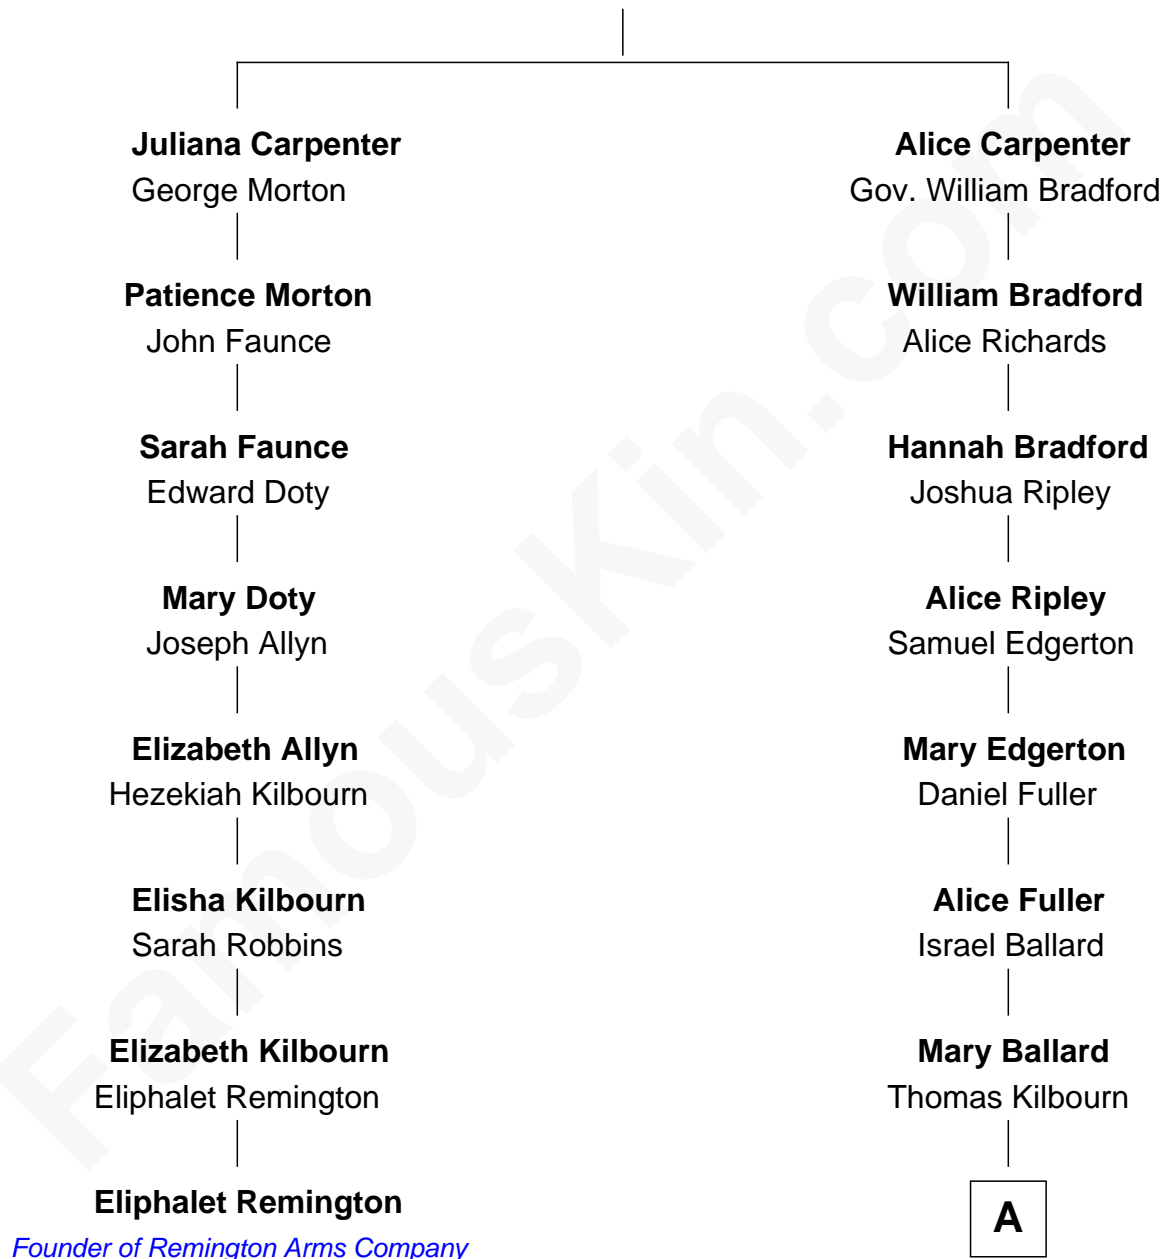 Juliana Carpenter
George Morton
Alice Carpenter
Gov. William Bradford
Patience Morton
John Faunce
William Bradford
Alice Richards
Sarah Faunce
Edward Doty
Hannah Bradford
Joshua Ripley
Mary Doty
Joseph Allyn
Alice Ripley
Samuel Edgerton
Elizabeth Allyn
Hezekiah Kilbourn
Mary Edgerton
Daniel Fuller
Elisha Kilbourn
Sarah Robbins
Alice Fuller
Israel Ballard
Elizabeth Kilbourn
Eliphalet Remington
Mary Ballard
Thomas Kilbourn
Eliphalet Remington
Founder of Remington Arms Company
A
FamousKin.com